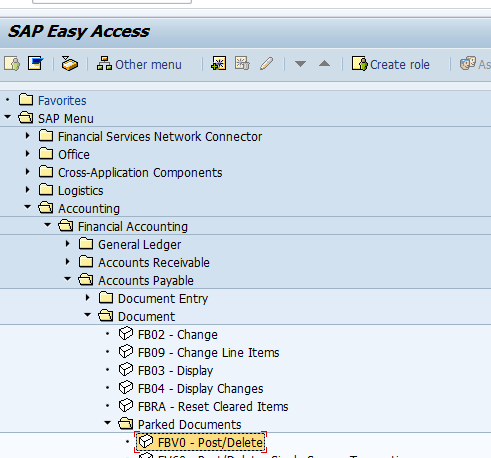 SAP Easy Access
Other menu Create role As
Favorites
SAP Menu
Financial Services Network Connector
Office
Cross-Application Components
Logistics
Accounting
Financial Accounting
General Ledger
Accounts Receivable
Accounts Payable
Document Entry
Document
FB02 - Change
FB09 - Change Line Items
FB03 - Display
FB04 - Display Changes
FBRA - Reset Cleared Items
Parked Documents
FBV0 - Post/Delete